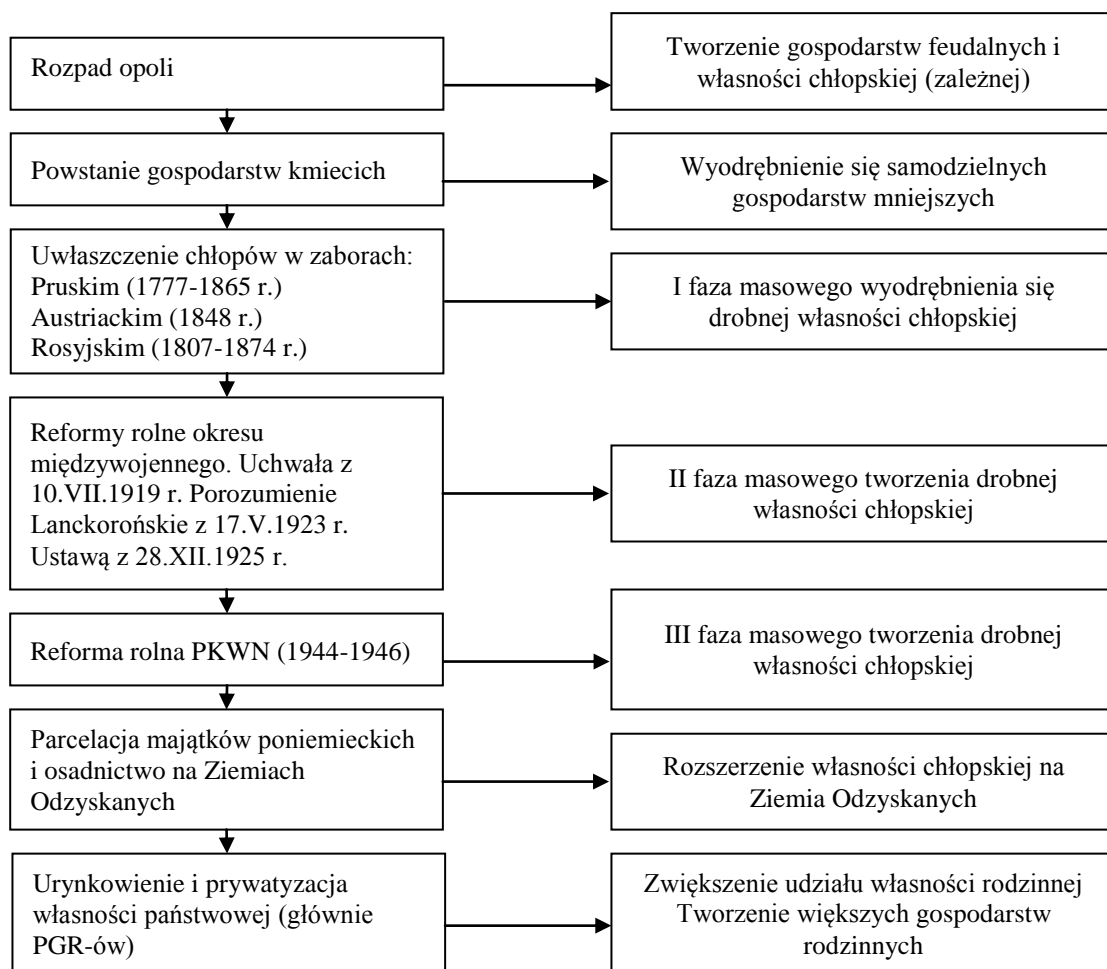 Rozpad opoli
Tworzenie gospodarstw feudalnych i
własności chłopskiej (zależnej)
Powstanie gospodarstw kmiecich
Wyodrębnienie się samodzielnych
gospodarstw mniejszych
Uwłaszczenie chłopów w zaborach:
Pruskim (1777-1865 r.)
Austriackim (1848 r.)
Rosyjskim (1807-1874 r.)
I faza masowego wyodrębnienia się
drobnej własności chłopskiej
Reformy rolne okresu
międzywojennego. Uchwała z
10.VII.1919 r. Porozumienie
Lanckorońskie z 17.V.1923 r.
Ustawą z 28.XII.1925 r.
II faza masowego tworzenia drobnej
własności chłopskiej
Reforma rolna PKWN (1944-1946)
III faza masowego tworzenia drobnej
własności chłopskiej
Parcelacja majątków poniemieckich
i osadnictwo na Ziemiach
Odzyskanych
Rozszerzenie własności chłopskiej na
Ziemia Odzyskanych
Urynkowienie i prywatyzacja
własności państwowej (głównie
PGR-ów)
Zwiększenie udziału własności rodzinnej
Tworzenie większych gospodarstw
rodzinnych